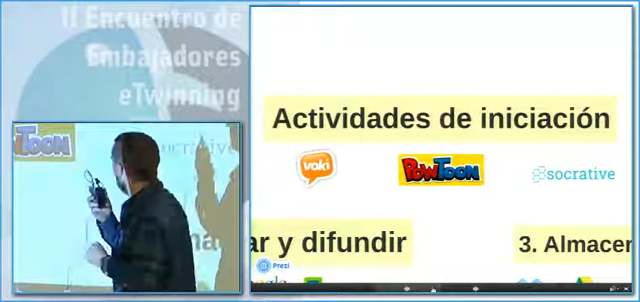 II Encuentro de
Embajadores
eTwinning
Actividades de iniciación
voki
PowToon
socrative
ar y difundir
3. Almacer
Prezi